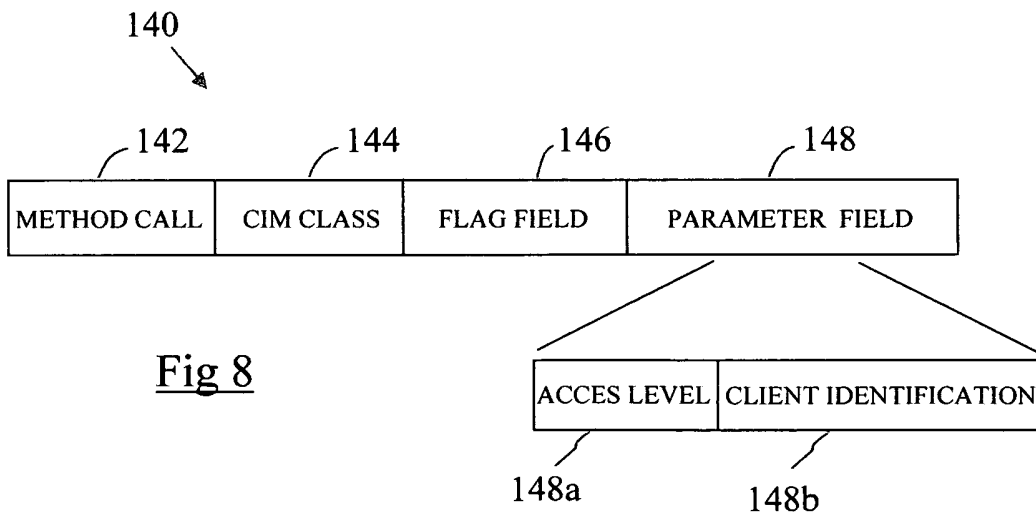 140
142 144 146 148
METHOD CALL CIM CLASS FLAG FIELD PARAMETER FIELD
Fig 8
ACCES LEVEL CLIENT IDENTIFICATION
148a 148b